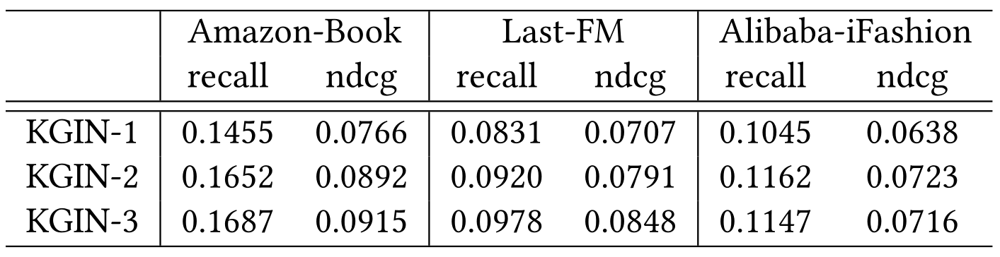 Amazon-Book Last-FM Alibaba-iFashion
recall ndcg recall ndcg recall ndcg
KGIN-1 0.1455 0.0766 0.0831 0.0707 0.1045 0.0638
KGIN-2 0.1652 0.0892 0.0920 0.0791 0.1162 0.0723
KGIN-3 0.1687 0.0915 0.0978 0.0848 0.1147 0.0716